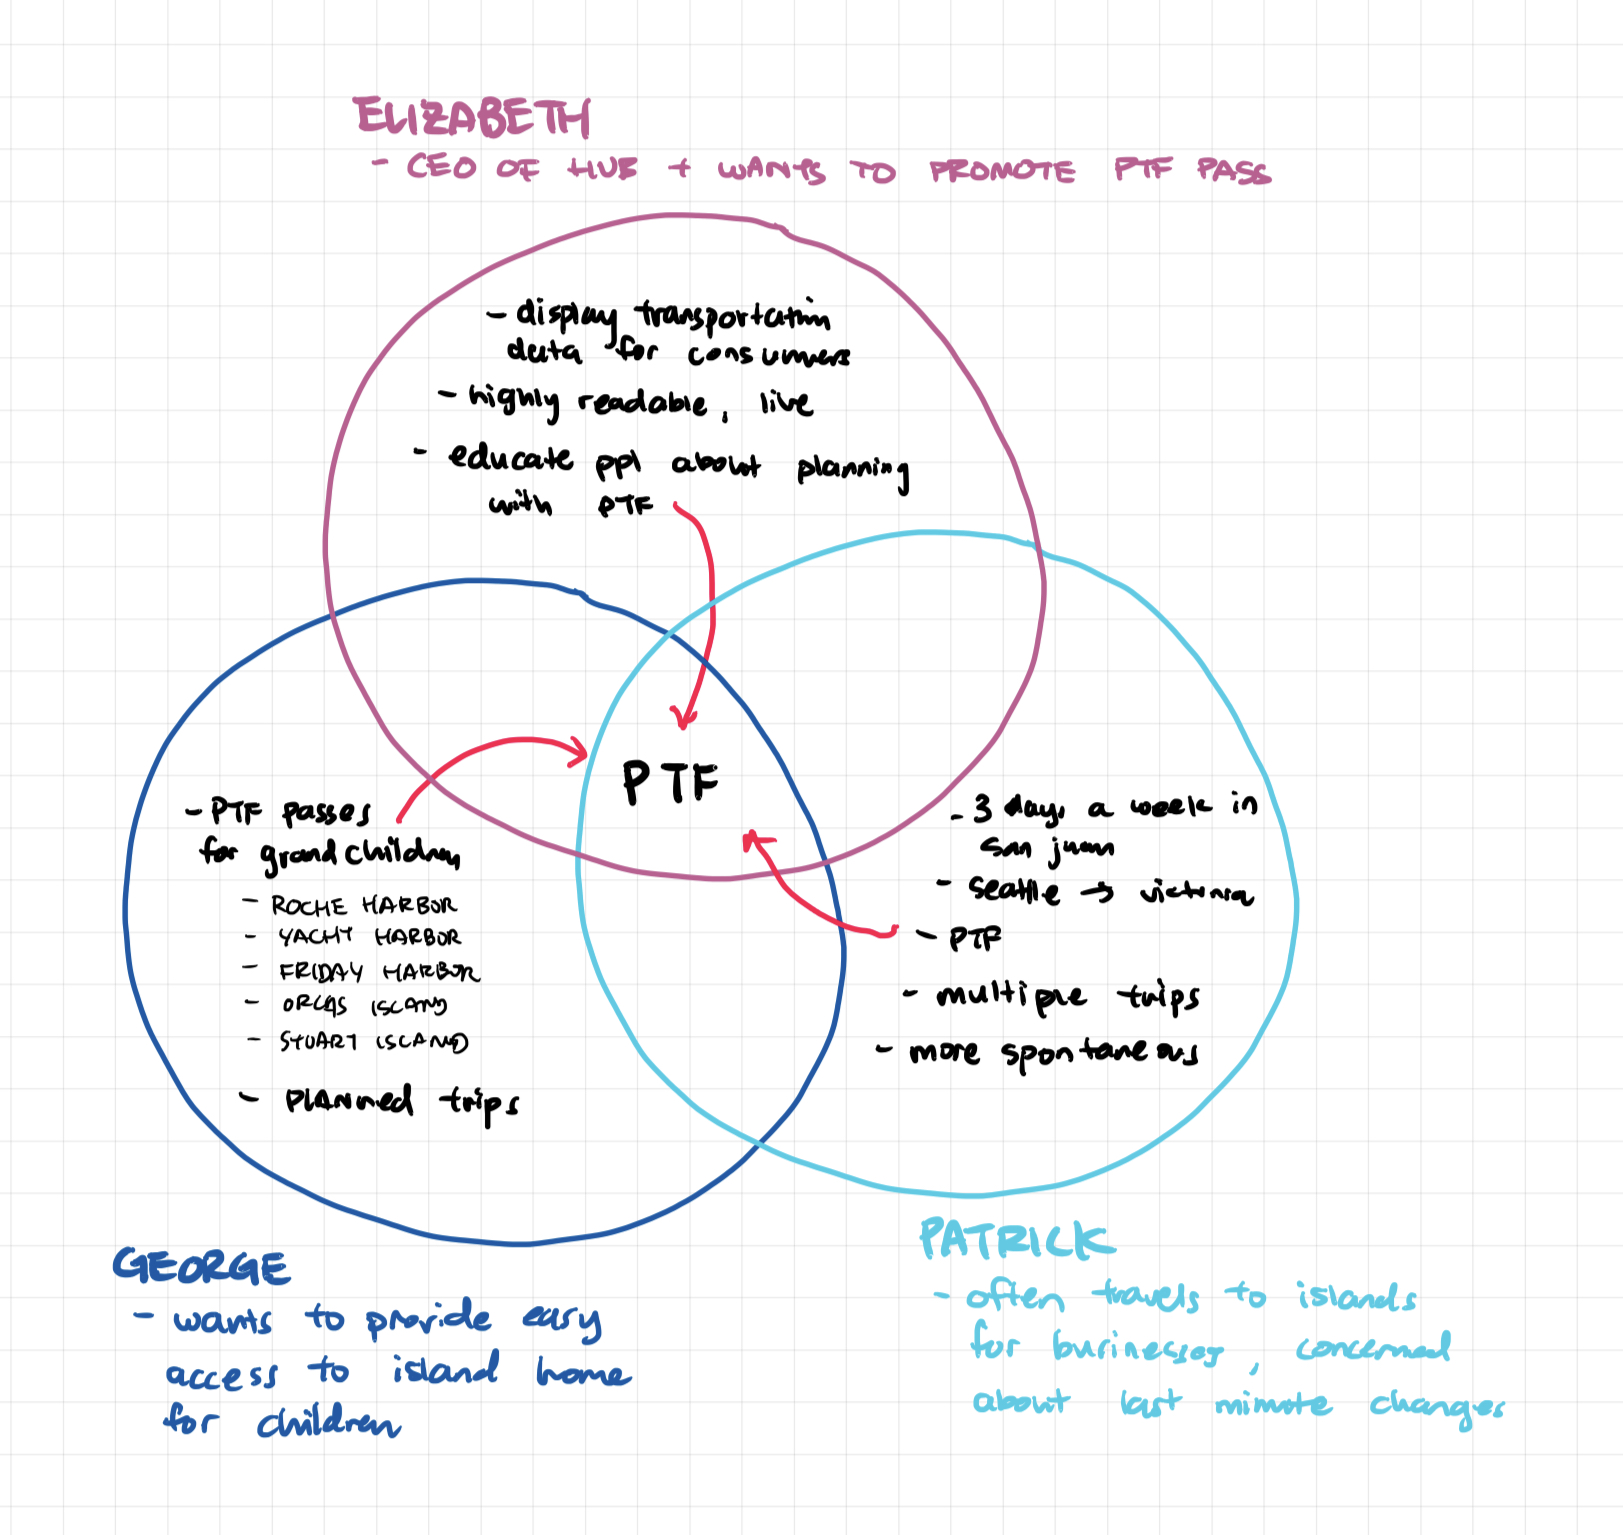 ELIZABETH
- CEO OF HUB + WANTS TO PROMOTE PTF PASS
- display transportation
data for consumers
- highly readable, live
- educate ppl about planning
with PTF
PTF
- PTF passes
for grandchildren
- ROCHE HARBOR
- YACHT HARBOR
- FRIDAY HARBOR
- ORCAS ISLAND
- STUART ISLAND
- PLANNED trips
- 3 days a week in
san juan
- seattle → victoria
- PTF
- multiple trips
- more spontaneous
GEORGE
- wants to provide easy
access to island home
for children
PATRICK
- often travels to islands
for businesses, concerned
about last minute changes